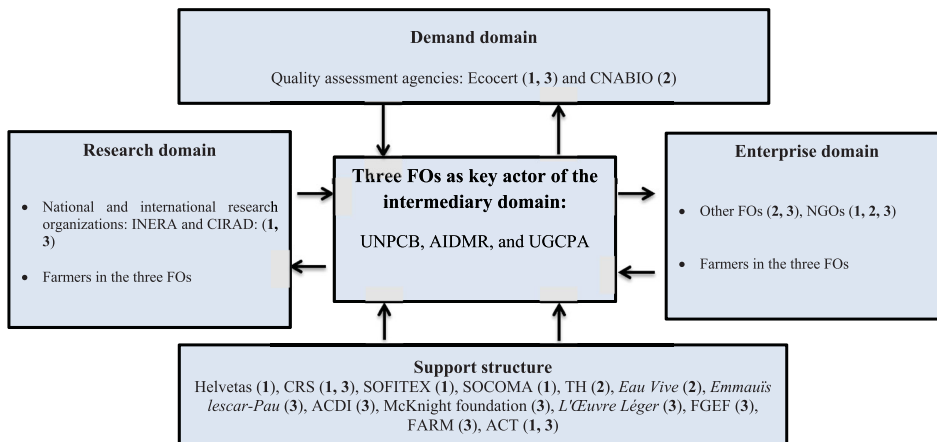 Demand domain
Quality assessment agencies: Ecocert (1, 3) and CNABIO (2)
Research domain
• National and international research
organizations: INERA and CIRAD: (1,
3)
• Farmers in the three FOs
Three FOs as key actor of the
intermediary domain:
UNPCB, AIDMR, and UGCPA
Enterprise domain
• Other FOs (2, 3), NGOs (1, 2, 3)
• Farmers in the three FOs
Support structure
Helvetas (1), CRS (1, 3), SOFITEX (1), SOCOMA (1), TH (2), Eau Vive (2), Emmauïs
lescar-Pau (3), ACDI (3), McKnight foundation (3), L'Œuvre Léger (3), FGEF (3),
FARM (3), ACT (1, 3)